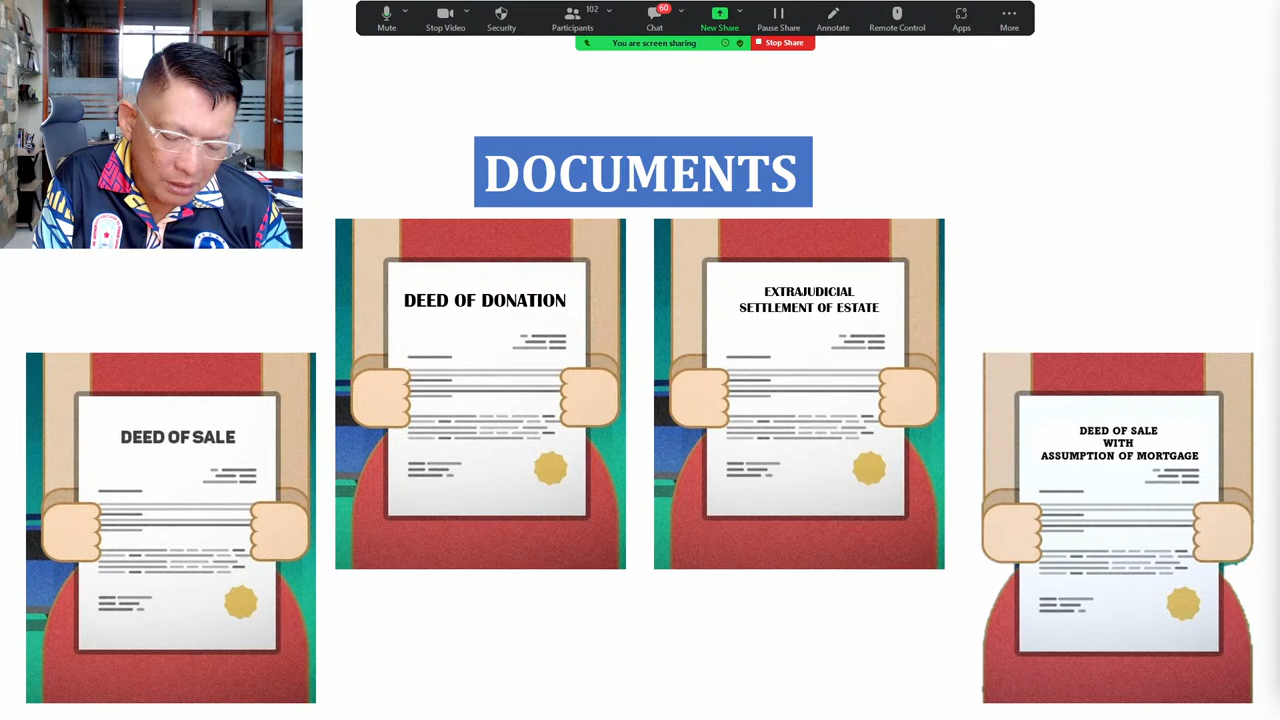 102
60
Mute
Stop Video
Security
Participants
Chat
New Share
Pause Share
Annotate
Remote Control
Apps
More
You are screen sharing
Stop Share
DOCUMENTS
DEED OF DONATION
EXTRAJUDICIAL
SETTLEMENT OF ESTATE
DEED OF SALE
DEED OF SALE
WITH
ASSUMPTION OF MORTGAGE